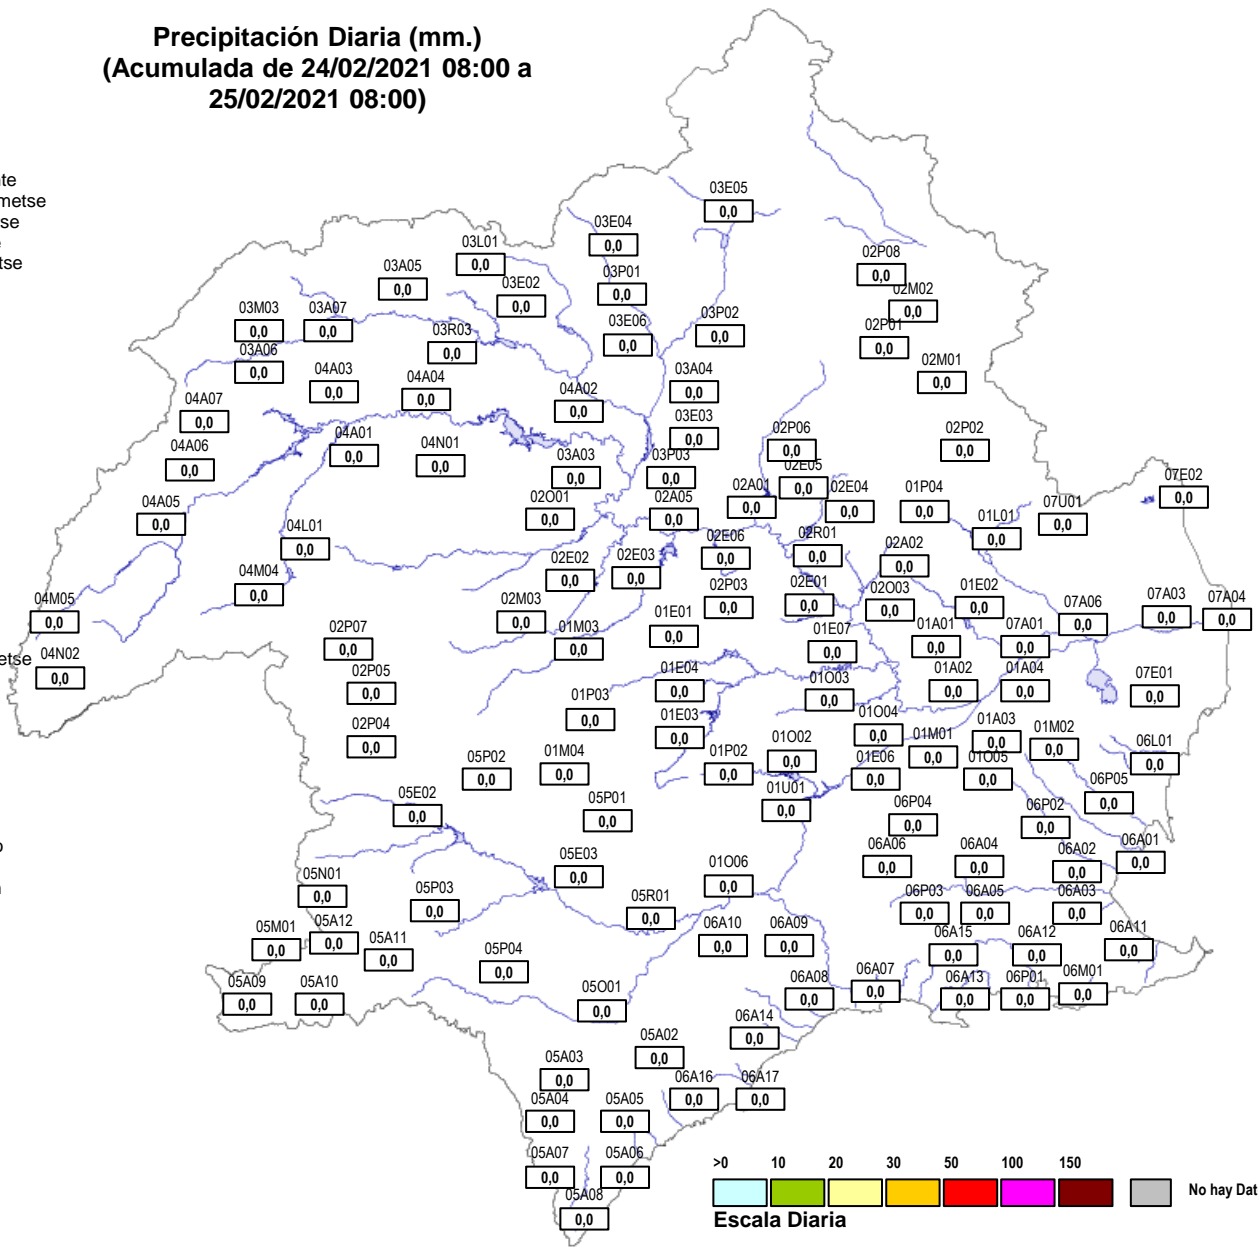 Precipitación Diaria (mm.)
(Acumulada de 24/02/2021 08:00 a
25/02/2021 08:00)
te
metse
se
e
tse
etse
o
n
03E05
0,0
03E04
0,0
03L01
0,0
02P08
0,0
03A05
0,0
03P01
0,0
03E02
0,0
02M02
0,0
03M03
0,0
03A07
0,0
03P02
0,0
03E06
0,0
02P01
0,0
03R03
0,0
03A06
0,0
02M01
0,0
04A03
0,0
03A04
0,0
04A04
0,0
04A02
0,0
04A07
0,0
03E03
0,0
02P06
0,0
02P02
0,0
04A01
0,0
04N01
0,0
04A06
0,0
03A03
0,0
03P03
0,0
02E05
0,0
07E02
0,0
02A01
0,0
02E04
0,0
01P04
0,0
02O01
0,0
02A05
0,0
04A05
0,0
07U01
0,0
01L01
0,0
04L01
0,0
02E06
0,0
02R01
0,0
02A02
0,0
02E02
0,0
02E03
0,0
04M04
0,0
02P03
0,0
02E01
0,0
02O03
0,0
01E02
0,0
07A03
0,0
07A04
0,0
04M05
0,0
02M03
0,0
07A06
0,0
01E01
0,0
02P07
0,0
01M03
0,0
01E07
0,0
01A01
0,0
07A01
0,0
04N02
0,0
02P05
0,0
01E04
0,0
01O03
0,0
01A02
0,0
01A04
0,0
07E01
0,0
01P03
0,0
01E03
0,0
01O04
0,0
01A03
0,0
02P04
0,0
01M02
0,0
01M01
0,0
01O02
0,0
06L01
0,0
05P02
0,0
01M04
0,0
01P02
0,0
01E06
0,0
01O05
0,0
05E02
0,0
01U01
0,0
06P05
0,0
05P01
0,0
06P04
0,0
06P02
0,0
05E03
0,0
06A06
0,0
06A04
0,0
06A02
0,0
06A01
0,0
05N01
0,0
01O06
0,0
05P03
0,0
05R01
0,0
06P03
0,0
06A05
0,0
06A03
0,0
05M01
0,0
05A12
0,0
06A10
0,0
06A09
0,0
06A15
0,0
06A12
0,0
06A11
0,0
05A11
0,0
05P04
0,0
05A09
0,0
05A10
0,0
05O01
0,0
06A08
0,0
06A07
0,0
06A13
0,0
06P01
0,0
06M01
0,0
06A14
0,0
05A02
0,0
05A03
0,0
06A16
0,0
06A17
0,0
05A04
0,0
05A05
0,0
05A07
0,0
05A06
0,0
05A08
0,0
>0 10 20 30 50 100 150
No hay Dat
Escala Diaria